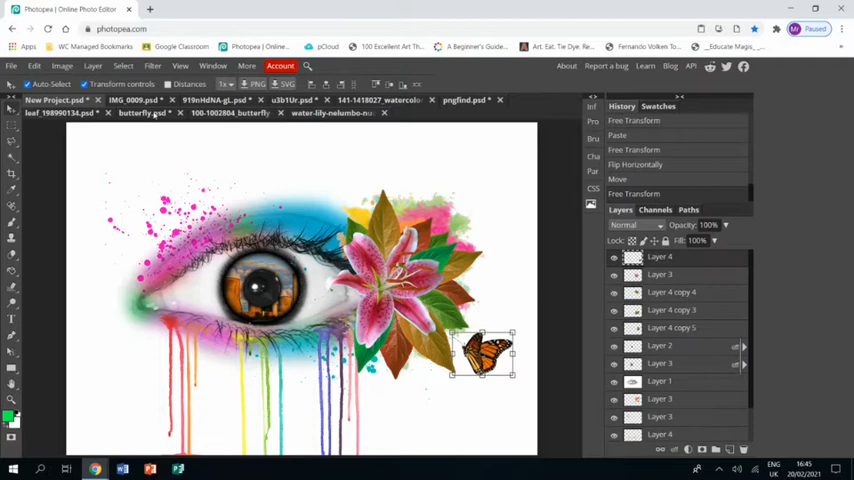 Photopea | Online Photo Editor
photopea.com
Paused
Apps WC Managed Bookmarks Google Classroom Photopea | Online... pCloud 100 Excellent Art Th... A Beginner's Guide... Art. Eat. Tie Dye. Re... Fernando Volken To... __Educate Magis_, ...
File Edit Image Layer Select Filter View Window More Account
About Report a bug Learn Blog API
Auto-Select Transform controls Distances 1x PNG SVG
New Project.psd * IMG_0009.psd * 919nHdNA-gL.psd * u3b1Ur.psd * 141-1418027_watercolor pngfind.psd *
leaf_198990134.psd * butterfly.psd * 100-1002804_butterfly water-lily-nelumbo-nu
Inf
Pro
Bru
Cha
Par
CSS
History Swatches
Free Transform
Paste
Free Transform
Flip Horizontally
Move
Free Transform
Layers Channels Paths
Normal Opacity: 100%
Lock: Fill: 100%
Layer 4
Layer 3
Layer 4 copy 4
Layer 4 copy 3
Layer 4 copy 5
Layer 2 eff
Layer 3 eff
Layer 1
Layer 3
Layer 3
Layer 4
eff
ENG
UK
16:45
20/02/2021